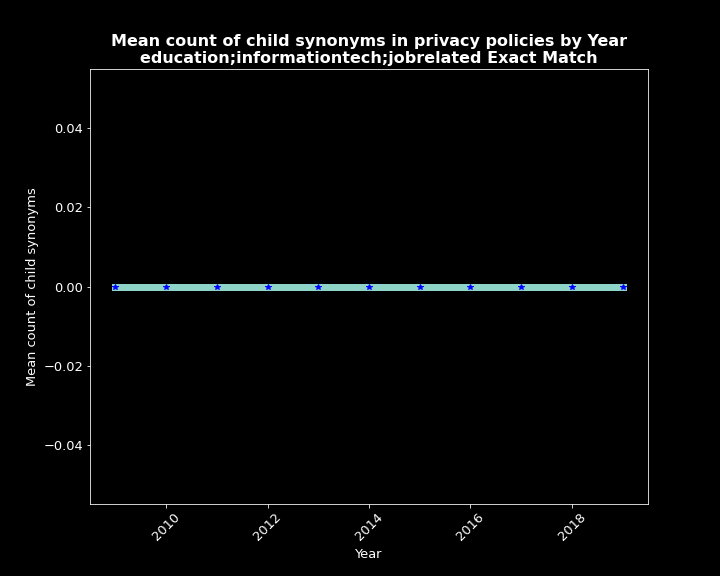 Mean count of child synonyms in privacy policies by Year
education;informationtech;jobrelated Exact Match
Mean count of child synonyms
0.04
0.02
0.00
−0.02
−0.04
2010
2012
2014
2016
2018
Year